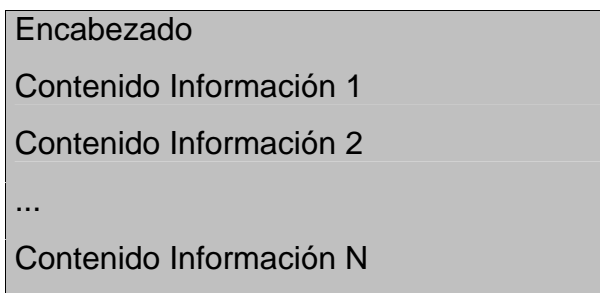 Encabezado
Contenido Información 1
Contenido Información 2
...
Contenido Información N